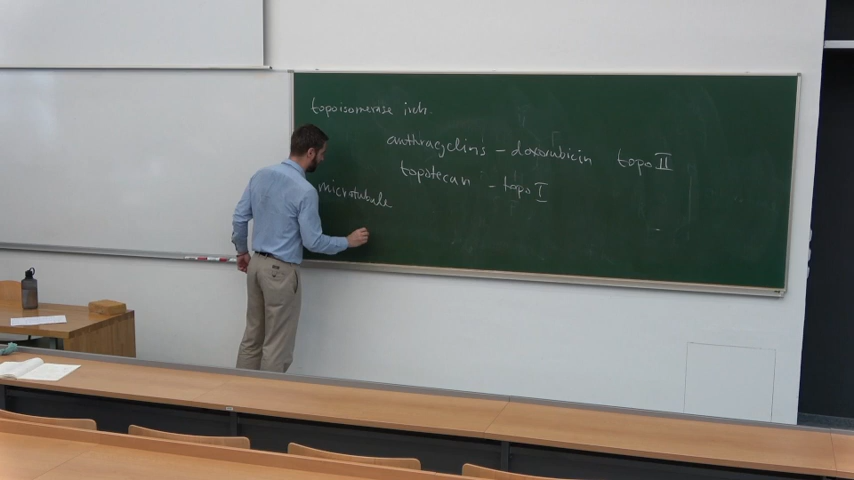 topoisomerase inh.
anthracyclins - doxorubicin topo II
topotecan - topo I
microtubule